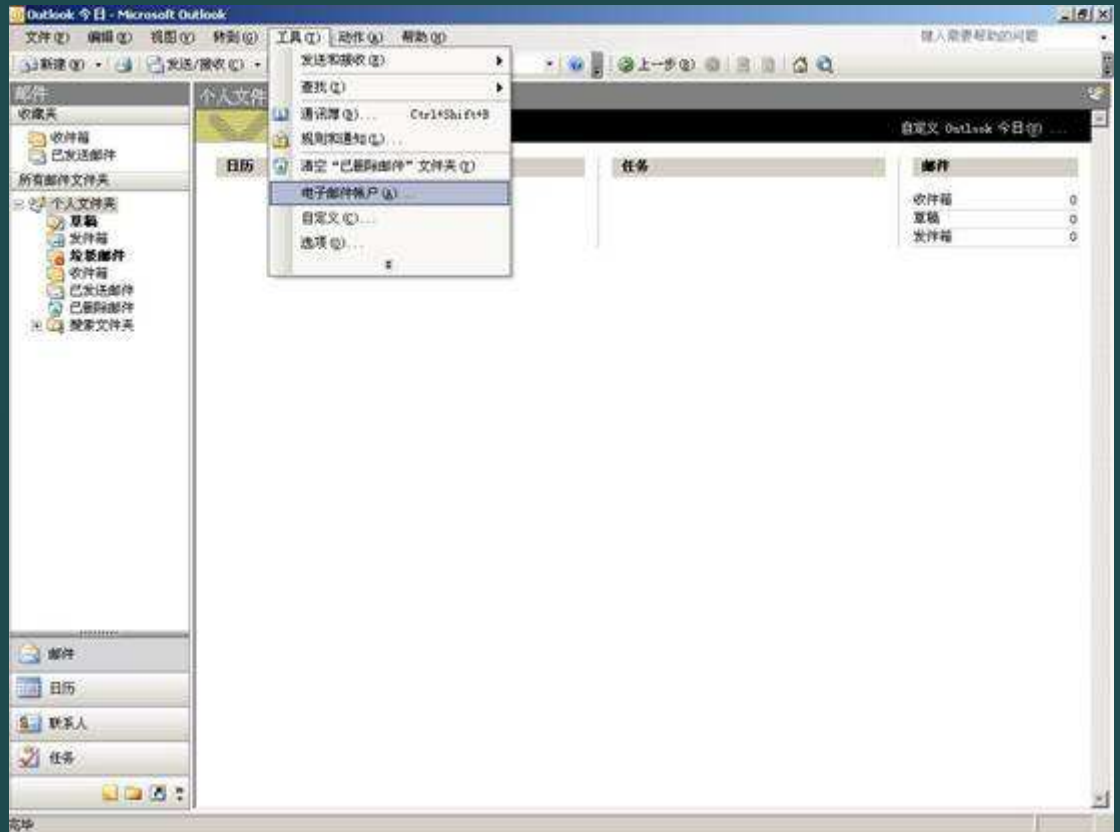 Outlook 今日 - Microsoft Outlook
文件(F) 编辑(E) 视图(V) 转到(G) 工具(T) 动作(A) 帮助(H)
键入需要帮助的问题
新建(N) 发送/接收(C) 上一步(B)
邮件
收藏夹
收件箱
已发送邮件
所有邮件文件夹
个人文件夹
草稿
发件箱
垃圾邮件
收件箱
已发送邮件
已删除邮件
搜索文件夹
邮件
日历
联系人
任务
完毕
发送和接收(E)
查找(I)
通讯簿(B)... Ctrl+Shift+B
规则和通知(L)...
清空“已删除邮件”文件夹(Y)
电子邮件帐户(A)...
自定义(C)...
选项(O)...
个人文件
自定义 Outlook 今日(U) ...
日历
任务
邮件
收件箱 0
草稿 0
发件箱 0